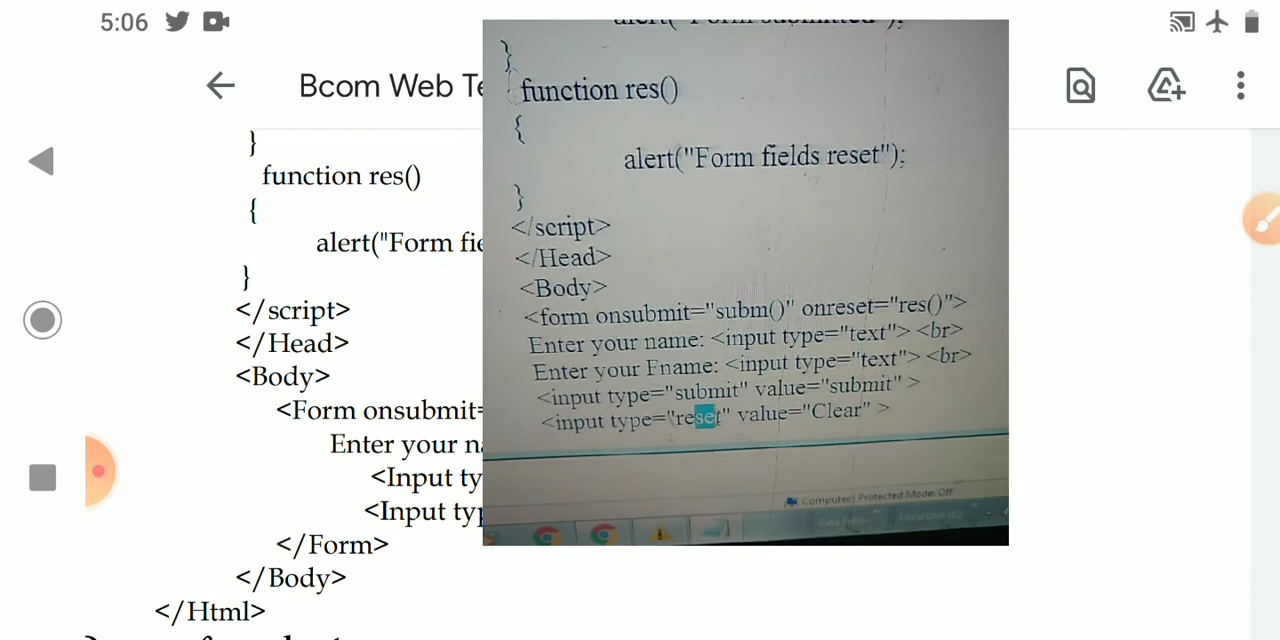 5:06
Bcom Web Te
}
function res()
{
alert("Form fie
}
</script>
</Head>
<Body>
<Form onsubmit=
Enter your na
<Input ty
<Input typ
</Form>
</Body>
</Html>
alert("Form submitted");
}
function res()
{
alert("Form fields reset");
}
</script>
</Head>
<Body>
<form onsubmit="subm()" onreset="res()">
Enter your name: <input type="text"> <br>
Enter your Fname: <input type="text"> <br>
<input type="submit" value="submit" >
<input type="reset" value="Clear" >
Computer | Protected Mode: Off